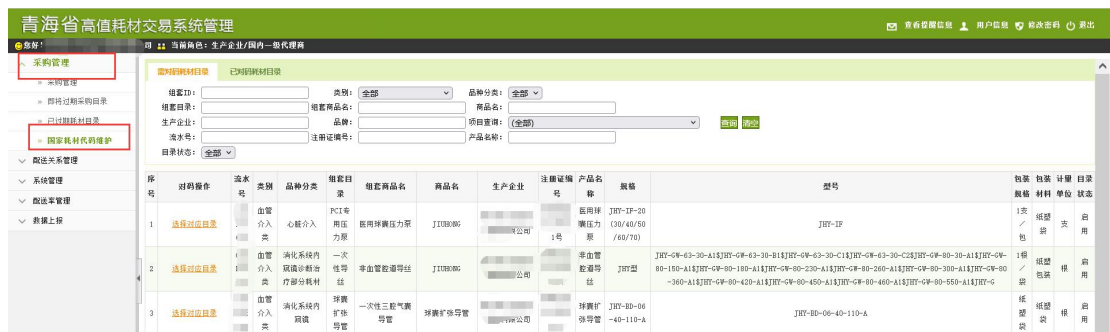 青海省高值耗材交易系统管理
查看提醒信息 用户信息 修改密码 退出
您好! 司 当前角色:生产企业/国内一级代理商
采购管理
» 采购管理
» 即将过期采购目录
» 已过期耗材目录
» 国家耗材代码维护
配送关系管理
系统管理
配送率管理
数据上报
需对码耗材目录 已对码耗材目录
组套ID: 类别: 全部 品种分类: 全部
组套目录: 组套商品名: 商品名:
生产企业: 品牌: 项目查询: (全部) 查询 清空
流水号: 注册证编号: 产品名称:
目录状态: 全部
序号 对码操作 流水号 类别 品种分类 组套目录 组套商品名 商品名 生产企业 注册证编号 产品名称 规格 型号 包装规格 包装材料 计量单位 目录状态
1 选择对应目录 血管介入类 心脏介入 PCI专用压力泵 医用球囊压力泵 JIUHONG 公司 1号 医用球囊压力泵 JHY-IF-20(30/40/50/60/70) JHY-IF 1支/包 纸塑袋 支 启用
2 选择对应目录 血管介入类 消化系统内窥镜诊断治疗部分耗材 一次性导丝 非血管腔道导丝 JIUHONG 公司 非血管腔道导丝 JHY型 JHY-GW-63-30-A1$JHY-GW-63-30-B1$JHY-GW-63-30-C1$JHY-GW-63-30-C2$JHY-GW-80-30-A1$JHY-GW-80-150-A1$JHY-GW-80-180-A1$JHY-GW-80-230-A1$JHY-GW-80-260-A1$JHY-GW-80-300-A1$JHY-GW-80-360-A1$JHY-GW-80-420-A1$JHY-GW-80-450-A1$JHY-GW-80-460-A1$JHY-GW-80-550-A1$JHY-G 1根/袋 纸塑包装 根 启用
3 选择对应目录 血管介入类 消化系统内窥镜 球囊扩张导管 一次性三腔气囊导管 球囊扩张导管 公司 球囊扩张导管 JHY-BD-06-40-110-A JHY-BD-06-40-110-A 纸塑袋 纸塑袋 根 启用